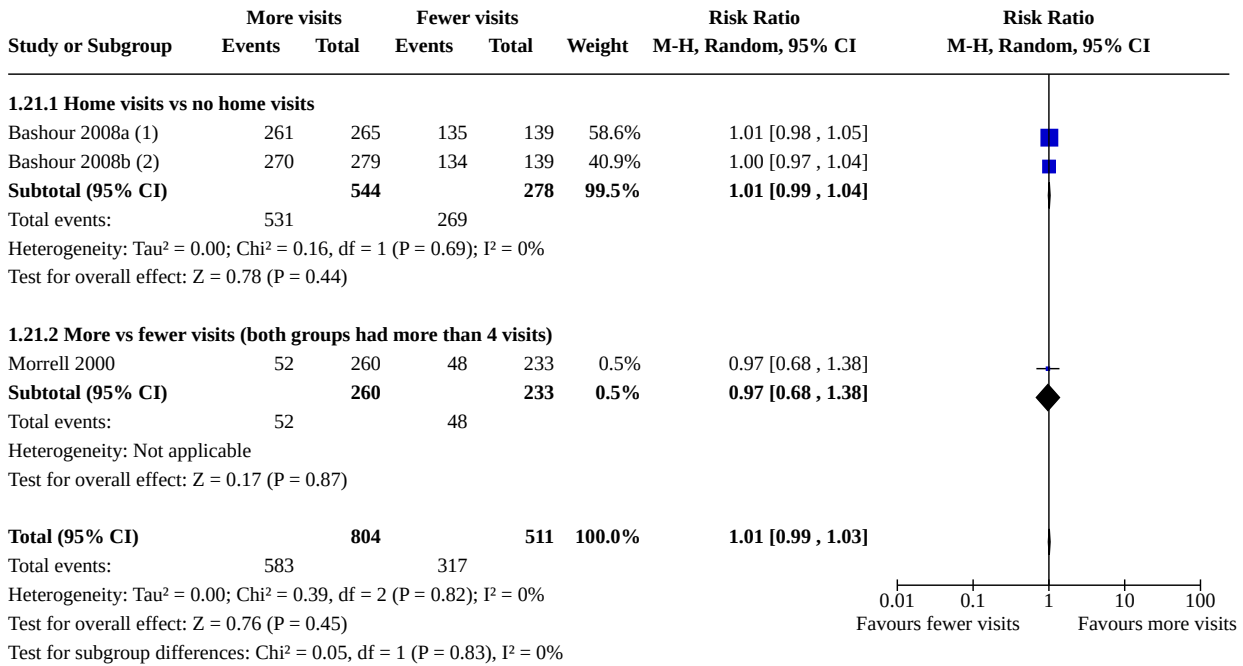 More visits Fewer visits Risk Ratio Risk Ratio
Study or Subgroup Events Total Events Total Weight M-H, Random, 95% CI M-H, Random, 95% CI
1.21.1 Home visits vs no home visits
Bashour 2008a (1) 261 265 135 139 58.6% 1.01 [0.98 , 1.05]
Bashour 2008b (2) 270 279 134 139 40.9% 1.00 [0.97 , 1.04]
Subtotal (95% CI) 544 278 99.5% 1.01 [0.99 , 1.04]
Total events: 531 269
Heterogeneity: Tau² = 0.00; Chi² = 0.16, df = 1 (P = 0.69); I² = 0%
Test for overall effect: Z = 0.78 (P = 0.44)
1.21.2 More vs fewer visits (both groups had more than 4 visits)
Morrell 2000 52 260 48 233 0.5% 0.97 [0.68 , 1.38]
Subtotal (95% CI) 260 233 0.5% 0.97 [0.68 , 1.38]
Total events: 52 48
Heterogeneity: Not applicable
Test for overall effect: Z = 0.17 (P = 0.87)
Total (95% CI) 804 511 100.0% 1.01 [0.99 , 1.03]
Total events: 583 317
Heterogeneity: Tau² = 0.00; Chi² = 0.39, df = 2 (P = 0.82); I² = 0%
0.01 0.1 1 10 100
Test for overall effect: Z = 0.76 (P = 0.45)
Favours fewer visits Favours more visits
Test for subgroup differences: Chi² = 0.05, df = 1 (P = 0.83), I² = 0%